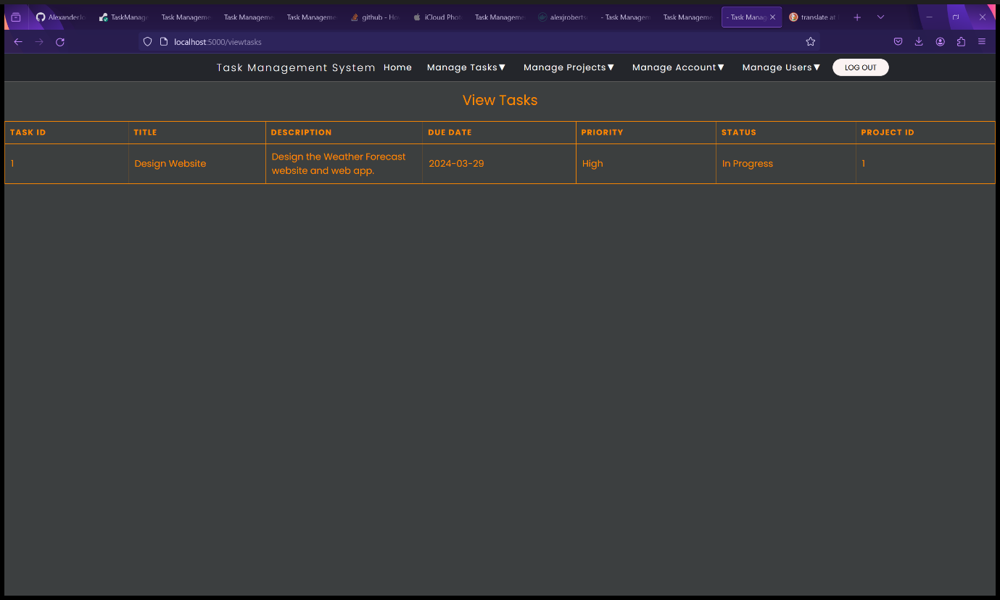 AlexanderJo
TaskManage
Task Manageme
Task Manageme
Task Manageme
github - Ho
iCloud Phot
Task Manageme
alexjroberts
- Task Managem
Task Manageme
- Task Manag
translate at
localhost:5000/viewtasks
Task Management System Home Manage Tasks▼ Manage Projects▼ Manage Account▼ Manage Users▼ LOG OUT
View Tasks
TASK ID TITLE DESCRIPTION DUE DATE PRIORITY STATUS PROJECT ID
1 Design Website Design the Weather Forecast
website and web app. 2024-03-29 High In Progress 1